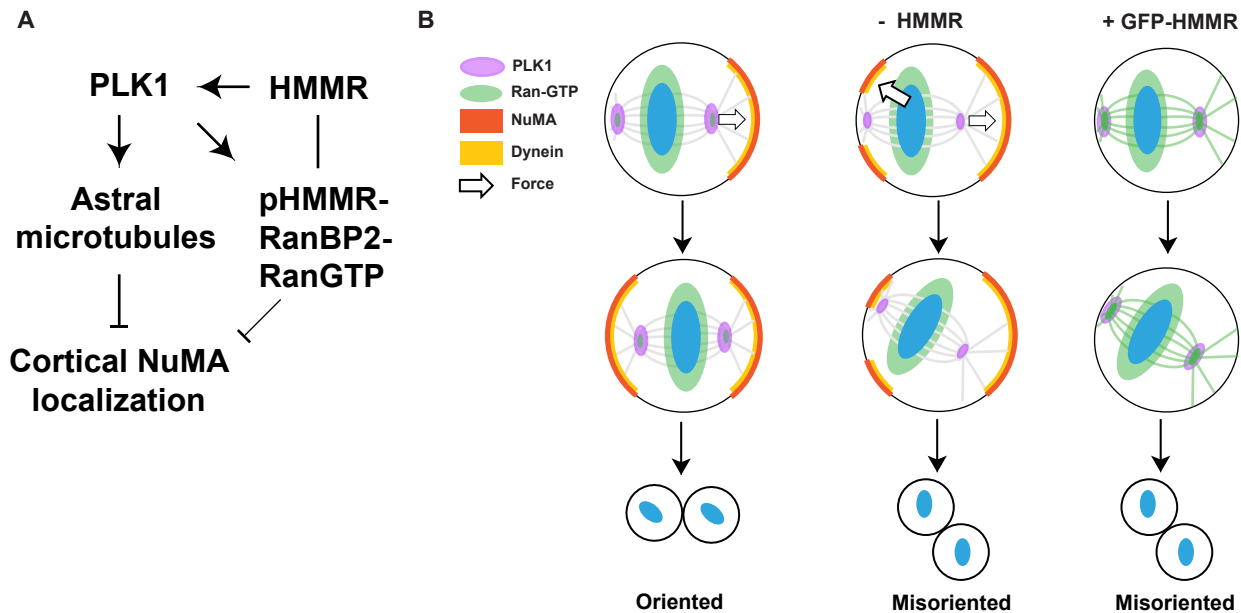 A
PLK1
HMMR
Astral
microtubules
pHMMR-
RanBP2-
RanGTP
Cortical NuMA
localization
B
PLK1
Ran-GTP
NuMA
Dynein
Force
- HMMR
+ GFP-HMMR
Oriented
Misoriented
Misoriented